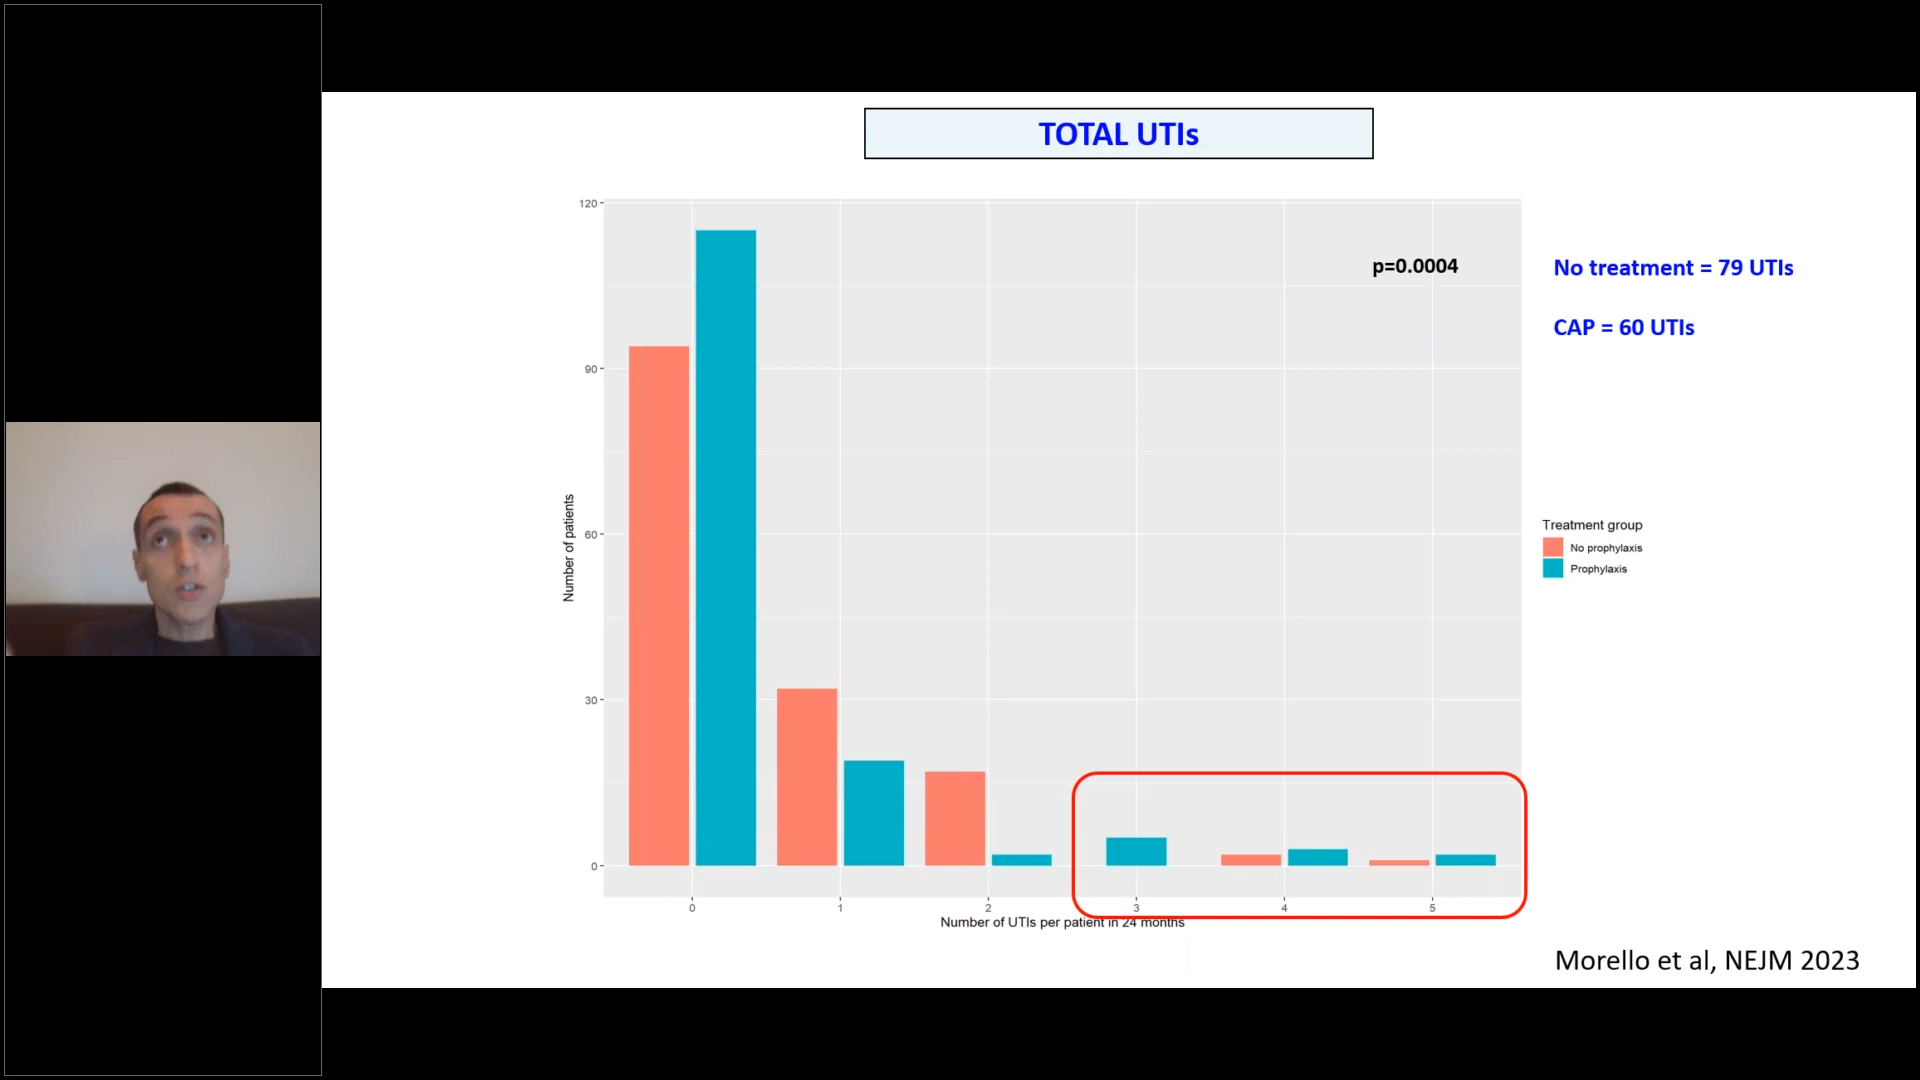 TOTAL UTIs
120
90
60
30
0
Number of patients
p=0.0004
No treatment = 79 UTIs
CAP = 60 UTIs
Treatment group
No prophylaxis
Prophylaxis
0 1 2 3 4 5
Number of UTIs per patient in 24 months
Morello et al, NEJM 2023